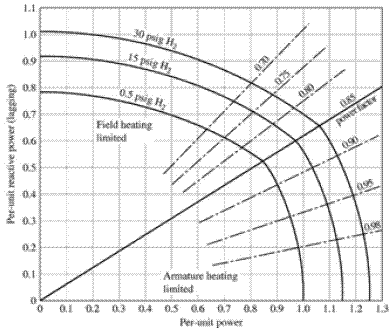 1.1
1.0
0.9
0.8
0.7
0.6
0.5
0.4
0.3
0.2
0.1
0
Per-unit reactive power (lagging)
30 psig H2
15 psig H2
0.5 psig H2
Field heating
limited
0.70
0.75
0.80
0.85
power factor
0.90
0.95
0.98
Armature heating
limited
0 0.1 0.2 0.3 0.4 0.5 0.6 0.7 0.8 0.9 1.0 1.1 1.2 1.3
Per-unit power